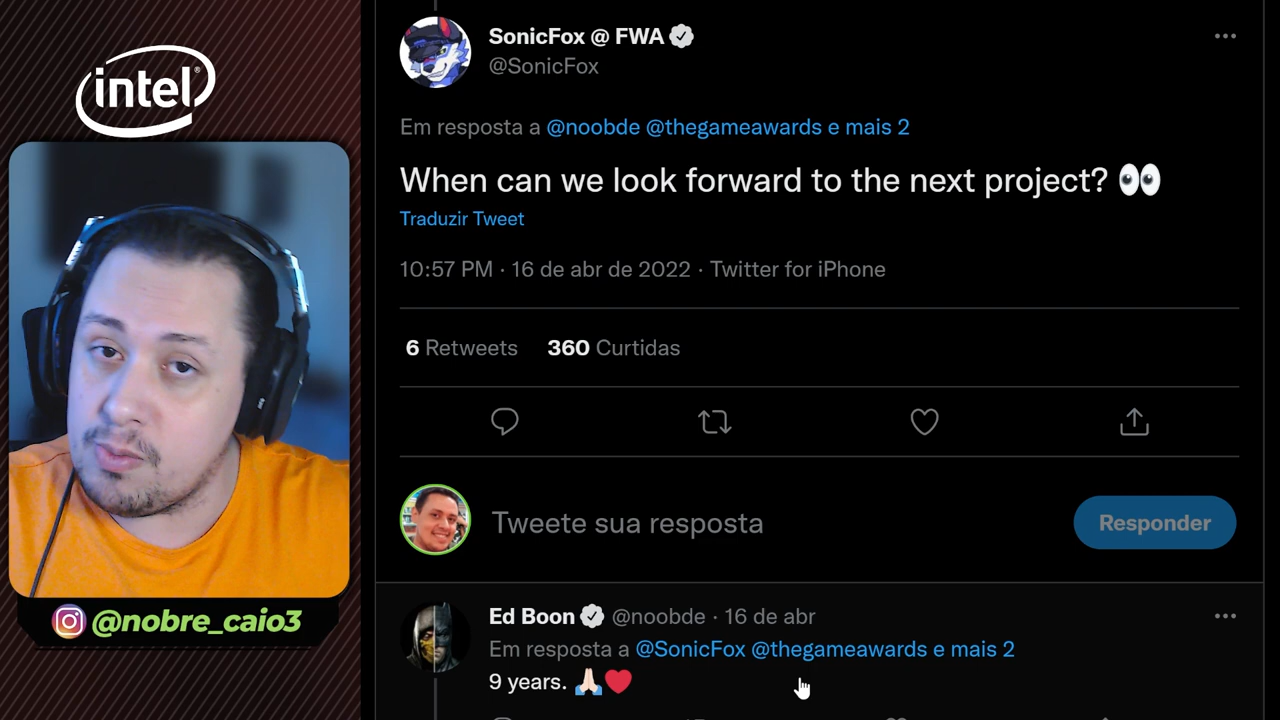 intel
@nobre_caio3
SonicFox @ FWA
@SonicFox
Em resposta a @noobde @thegameawards e mais 2
When can we look forward to the next project? 👀
Traduzir Tweet
10:57 PM · 16 de abr de 2022 · Twitter for iPhone
6 Retweets 360 Curtidas
Tweete sua resposta
Responder
Ed Boon @noobde · 16 de abr
Em resposta a @SonicFox @thegameawards e mais 2
9 years. 🙏🏻❤️